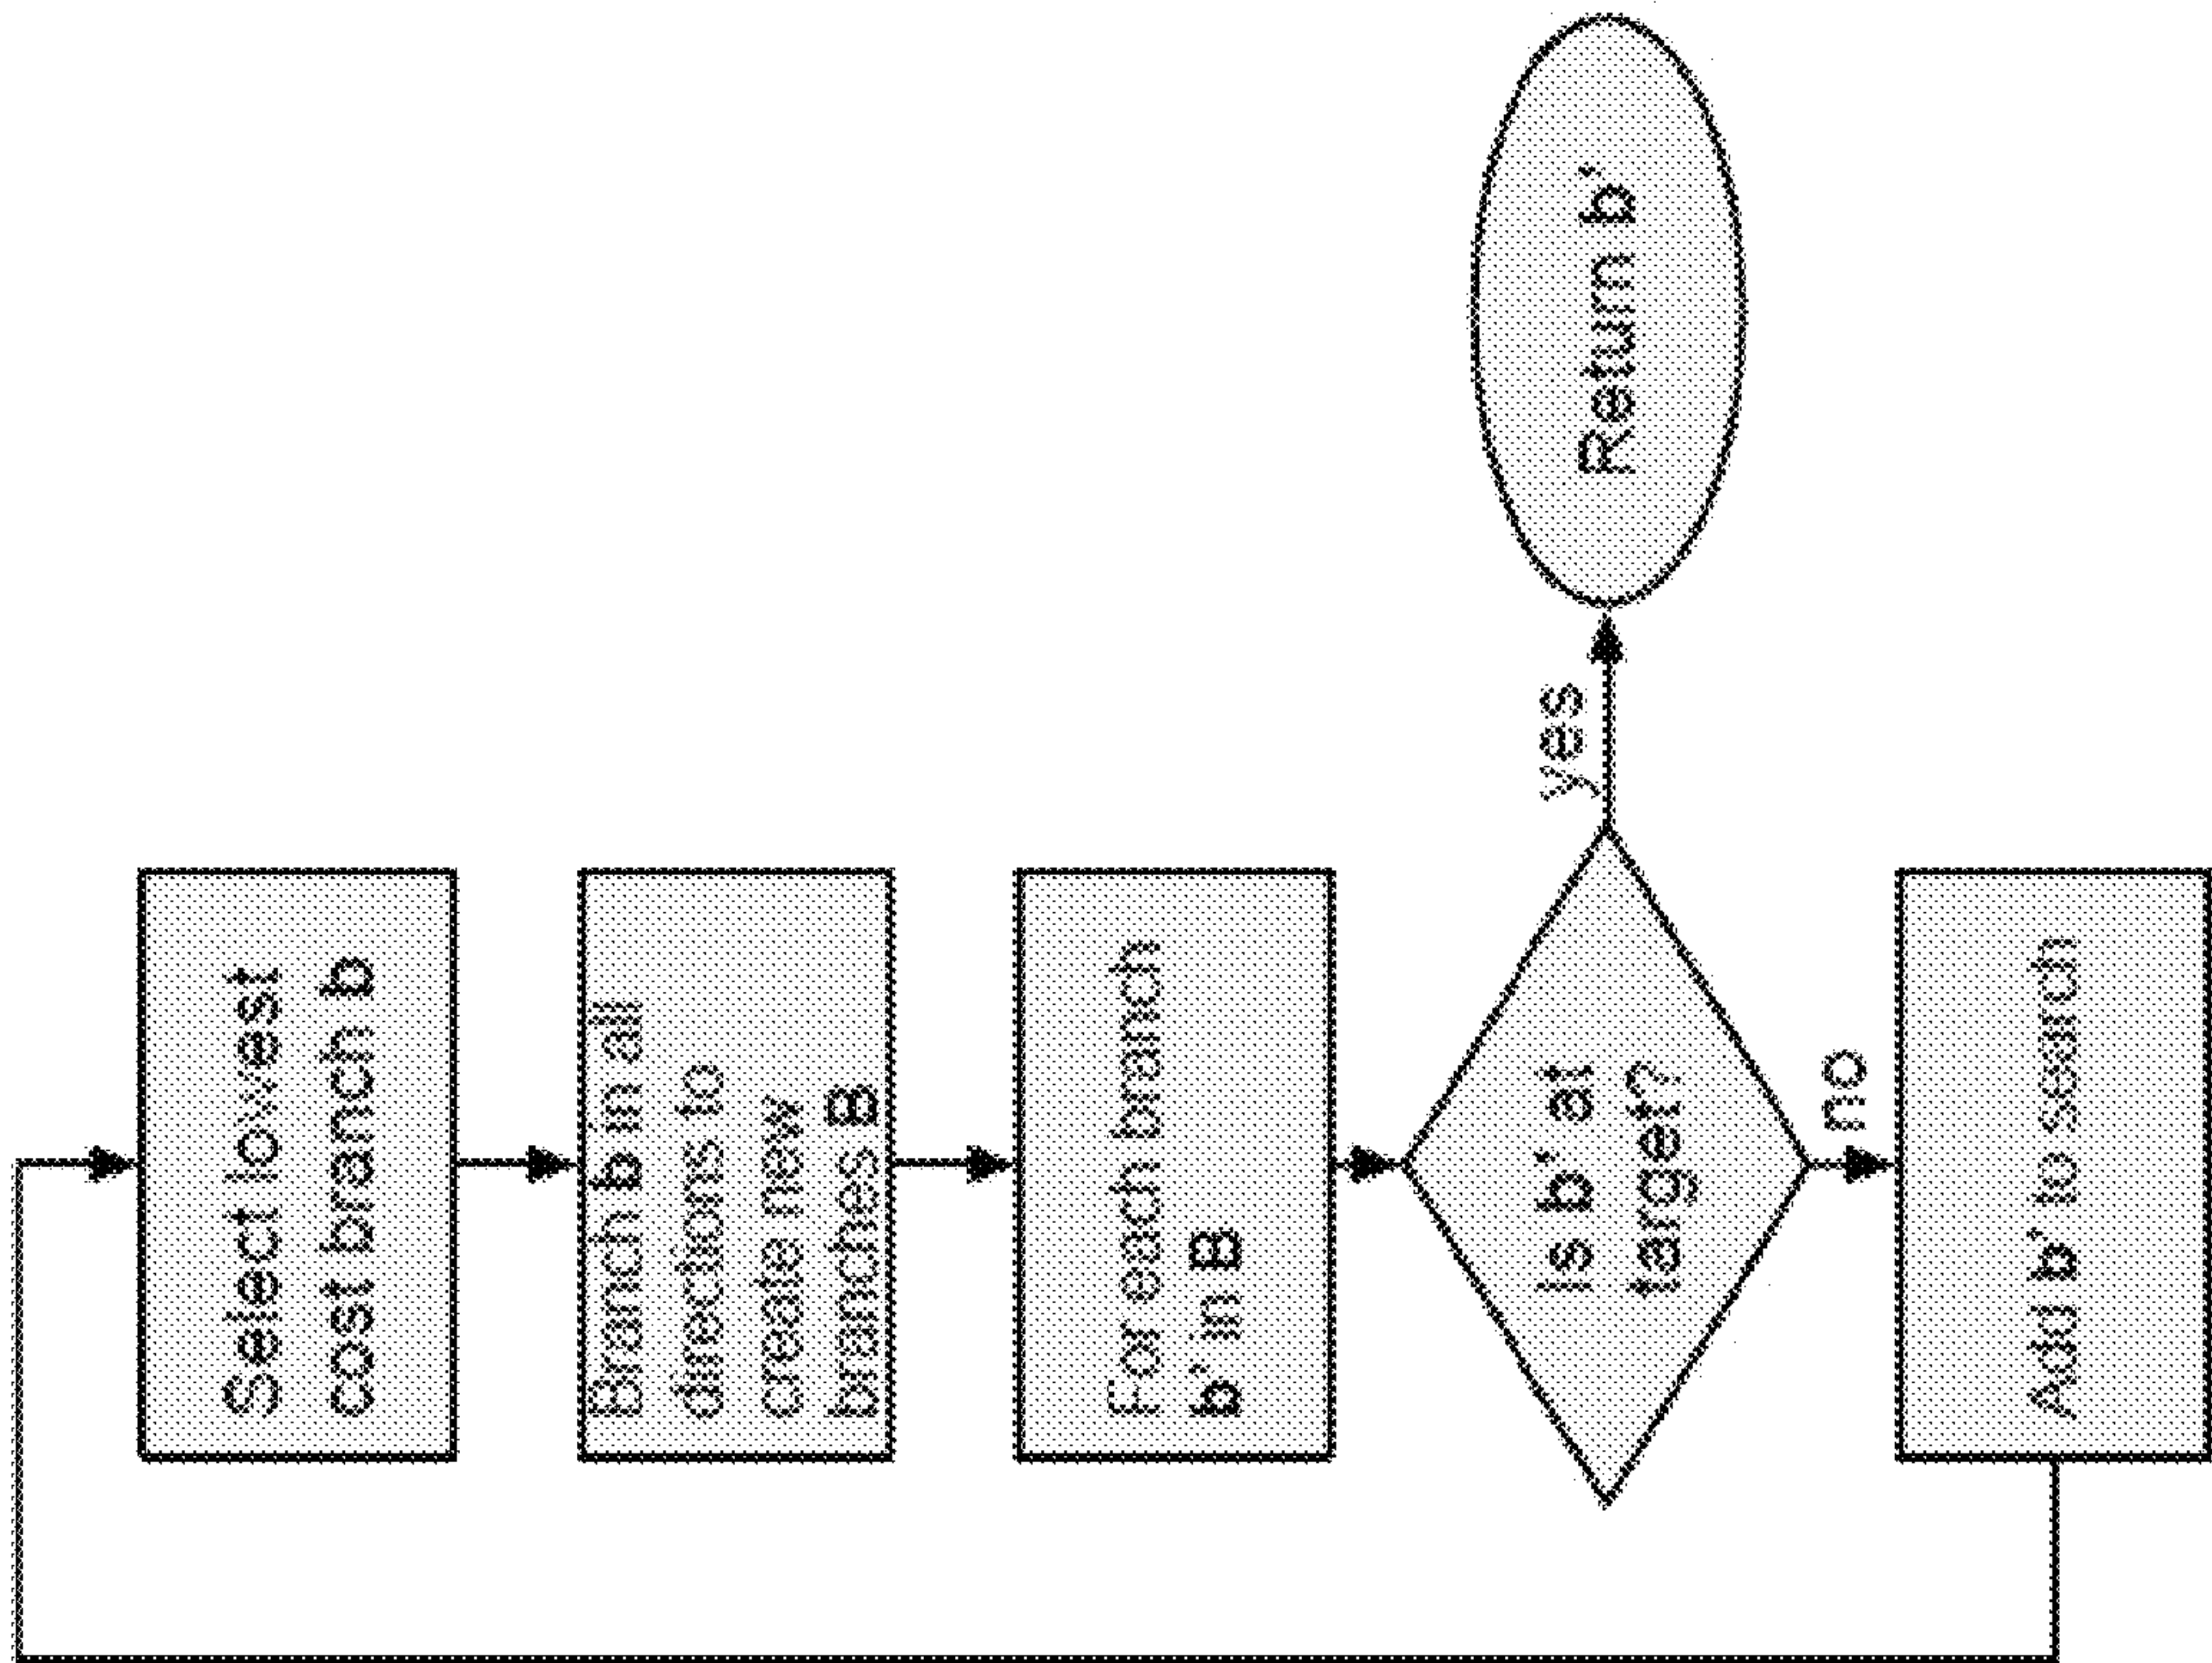 Select lowest
cost branch b
Branch b in all
directions to
create new
branches B
For each branch
b' in B
Is b' at
target?
yes
Return b'
no
Add b' to search